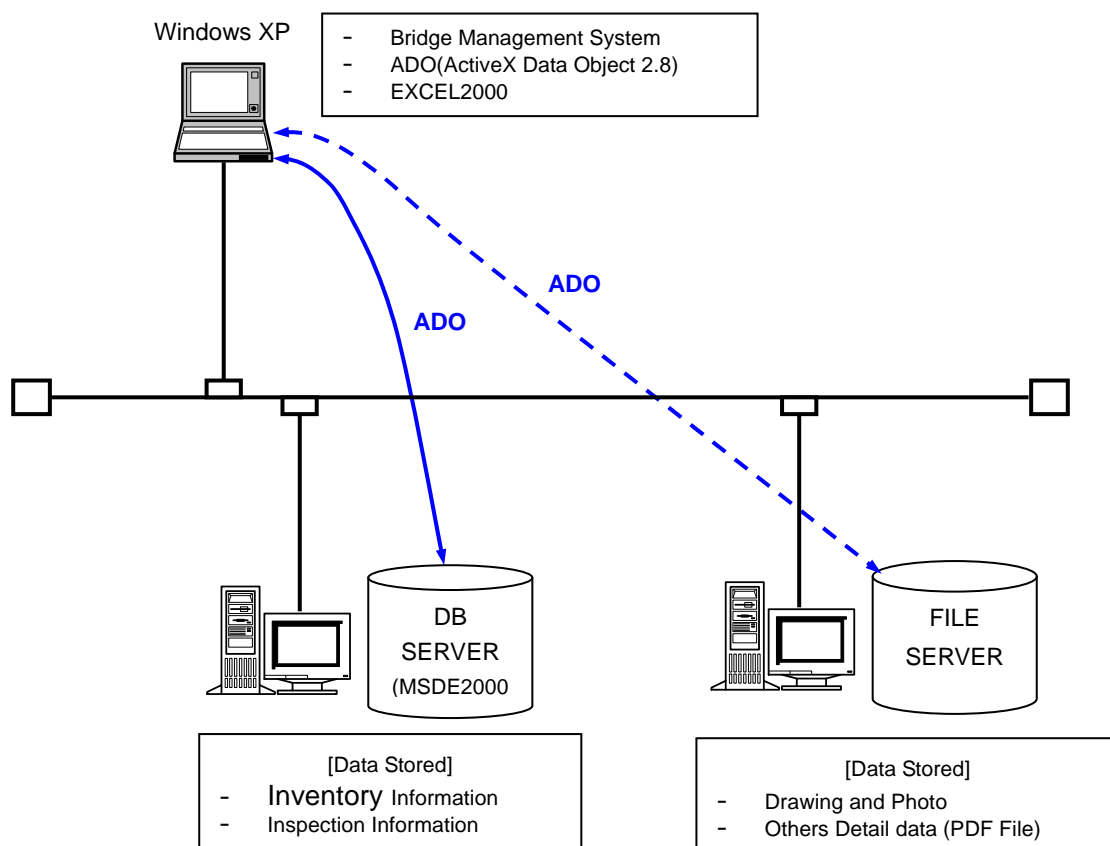 Windows XP
- Bridge Management System
- ADO(ActiveX Data Object 2.8)
- EXCEL2000
ADO
ADO
DB
SERVER
(MSDE2000
FILE
SERVER
[Data Stored]
- Inventory Information
- Inspection Information
[Data Stored]
- Drawing and Photo
- Others Detail data (PDF File)